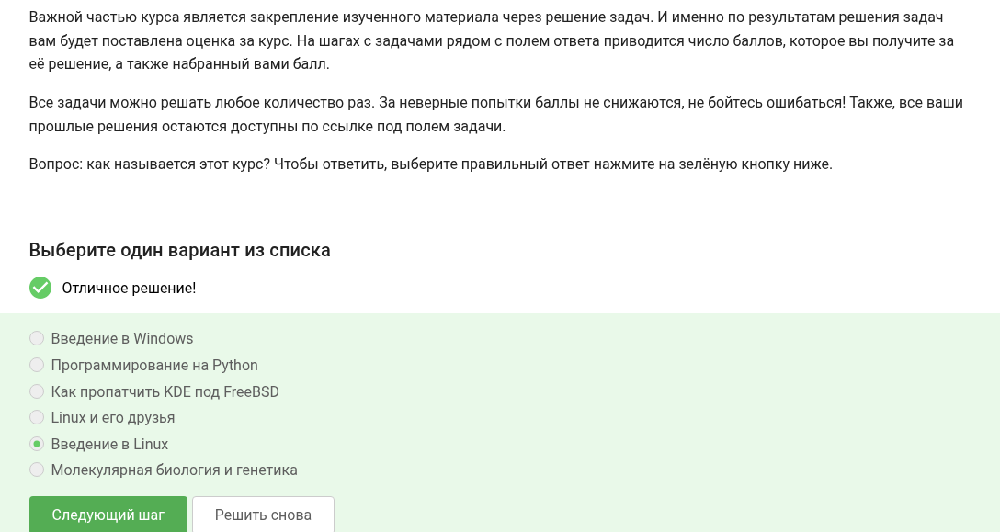 Важной частью курса является закрепление изученного материала через решение задач. И именно по результатам решения задач
вам будет поставлена оценка за курс. На шагах с задачами рядом с полем ответа приводится число баллов, которое вы получите за
её решение, а также набранный вами балл.
Все задачи можно решать любое количество раз. За неверные попытки баллы не снижаются, не бойтесь ошибаться! Также, все ваши
прошлые решения остаются доступны по ссылке под полем задачи.
Вопрос: как называется этот курс? Чтобы ответить, выберите правильный ответ нажмите на зелёную кнопку ниже.
Выберите один вариант из списка
Отличное решение!
Введение в Windows
Программирование на Python
Как пропатчить KDE под FreeBSD
Linux и его друзья
Введение в Linux
Молекулярная биология и генетика
Следующий шаг Решить снова